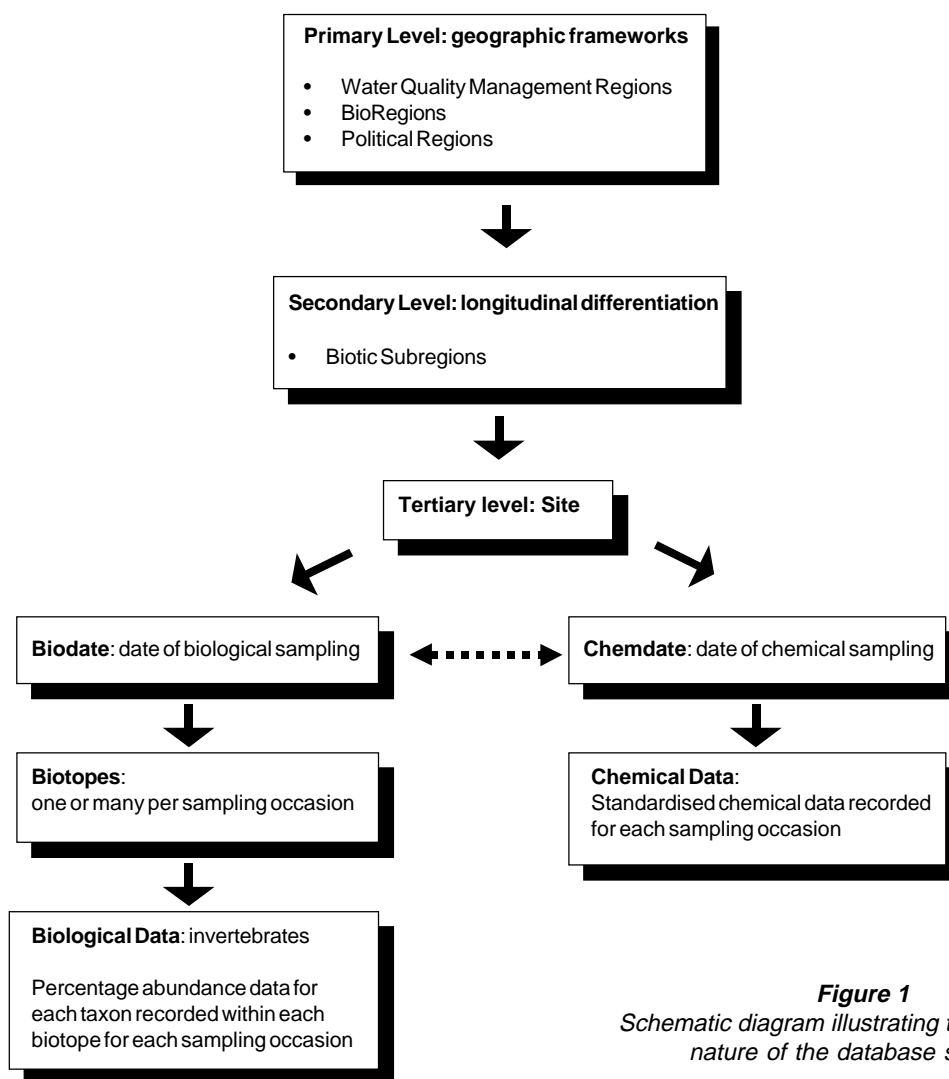 Primary Level: geographic frameworks
• Water Quality Management Regions
• BioRegions
• Political Regions
Secondary Level: longitudinal differentiation
• Biotic Subregions
Tertiary level: Site
Biodate: date of biological sampling
Chemdate: date of chemical sampling
Biotopes:
one or many per sampling occasion
Chemical Data:
Standardised chemical data recorded
for each sampling occasion
Biological Data: invertebrates
Percentage abundance data for
each taxon recorded within each
biotope for each sampling occasion
Figure 1
Schematic diagram illustrating
nature of the database